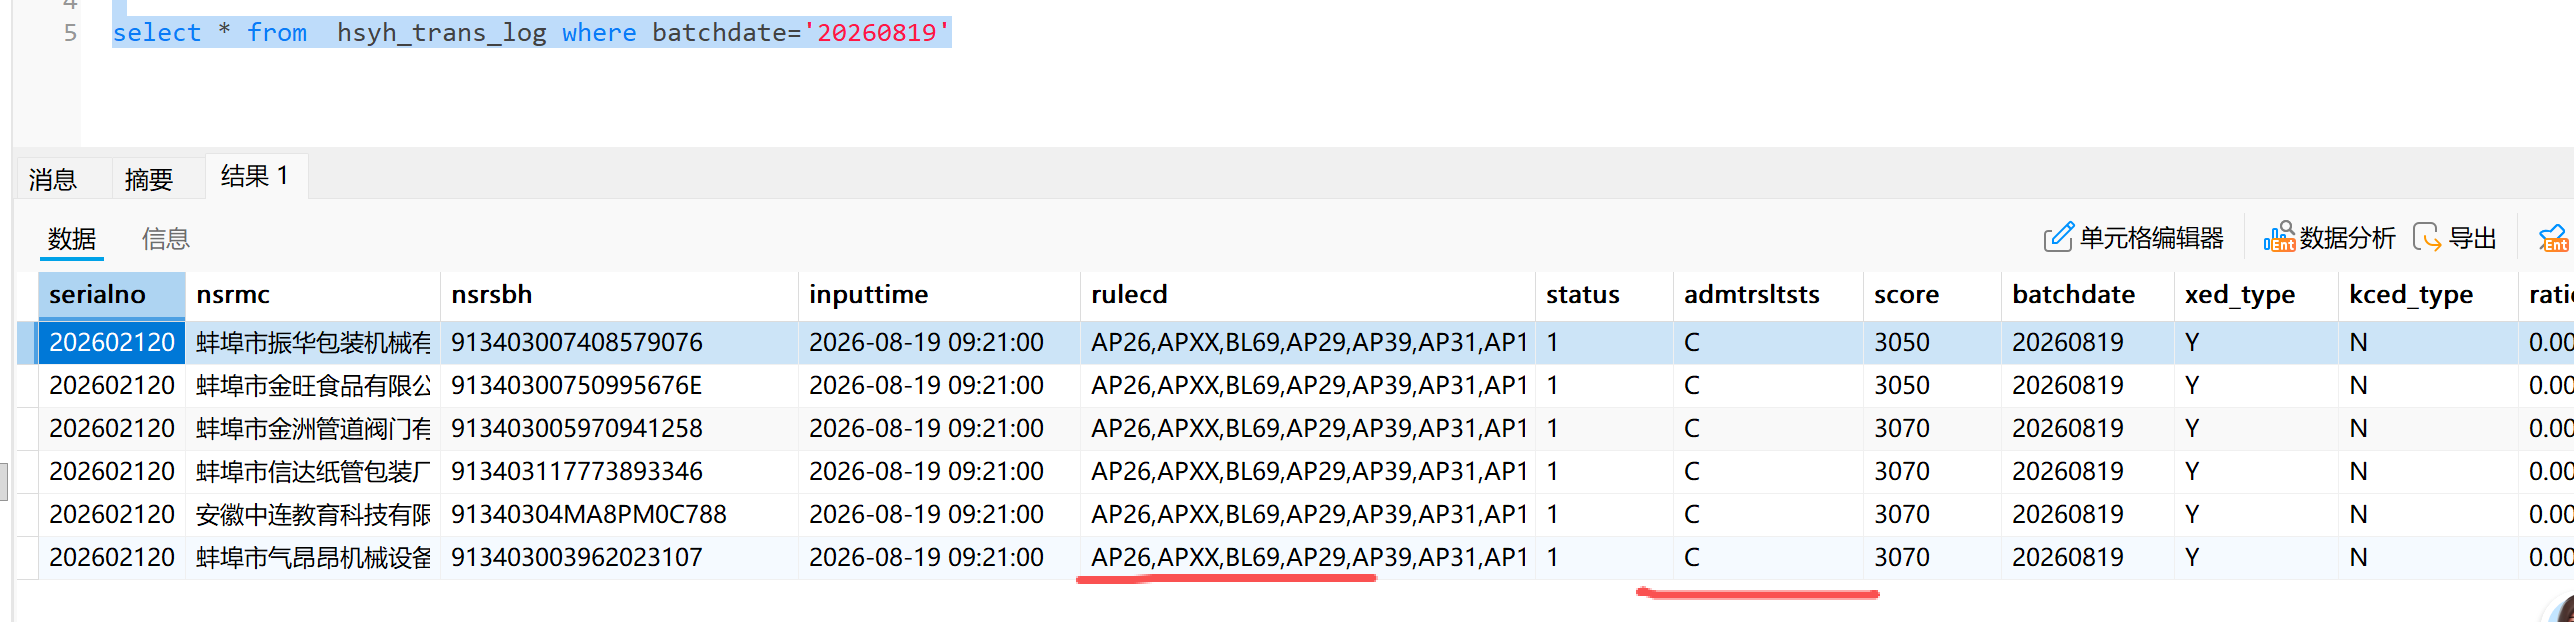 4
5 select * from  hsyh_trans_log where batchdate='20260819'
消息 摘要 结果 1
数据 信息 单元格编辑器 数据分析 导出
serialno nsrmc nsrsbh inputtime rulecd status admtrsltsts score batchdate xed_type kced_type
202602120 蚌埠市振华包装机械有 913403007408579076 2026-08-19 09:21:00 AP26,APXX,BL69,AP29,AP39,AP31,AP1 1 C 3050 20260819 Y N 0.00
202602120 蚌埠市金旺食品有限公 91340300750995676E 2026-08-19 09:21:00 AP26,APXX,BL69,AP29,AP39,AP31,AP1 1 C 3050 20260819 Y N 0.00
202602120 蚌埠市金洲管道阀门有 913403005970941258 2026-08-19 09:21:00 AP26,APXX,BL69,AP29,AP39,AP31,AP1 1 C 3070 20260819 Y N 0.00
202602120 蚌埠市信达纸管包装厂 913403117773893346 2026-08-19 09:21:00 AP26,APXX,BL69,AP29,AP39,AP31,AP1 1 C 3070 20260819 Y N 0.00
202602120 安徽中连教育科技有限 91340304MA8PM0C788 2026-08-19 09:21:00 AP26,APXX,BL69,AP29,AP39,AP31,AP1 1 C 3070 20260819 Y N 0.00
202602120 蚌埠市气昂昂机械设备 913403003962023107 2026-08-19 09:21:00 AP26,APXX,BL69,AP29,AP39,AP31,AP1 1 C 3070 20260819 Y N 0.00